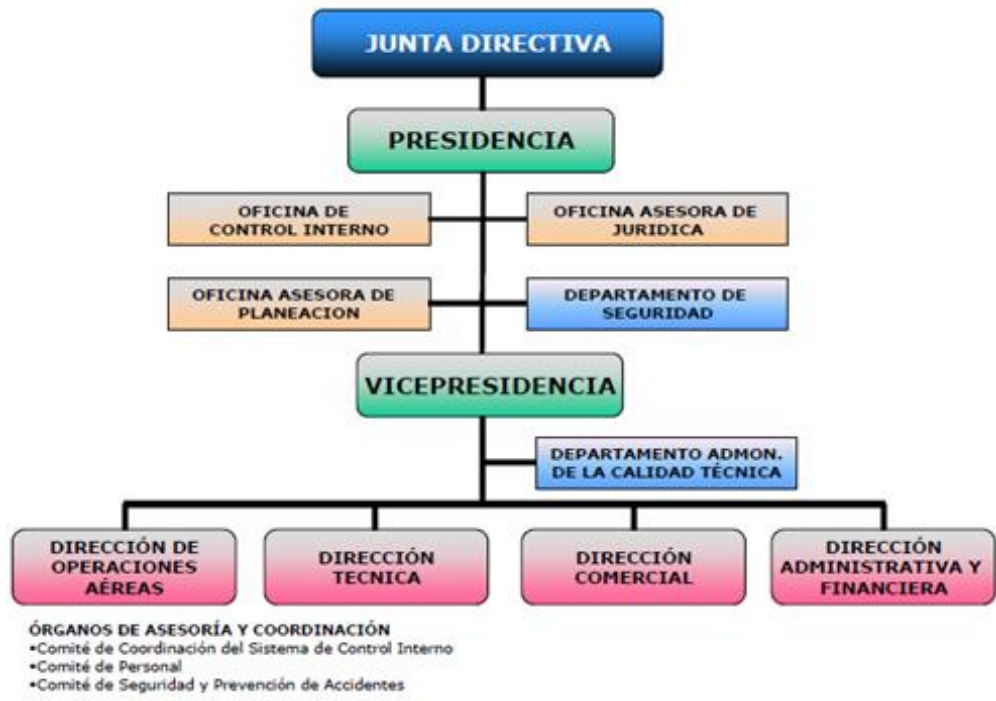 JUNTA DIRECTIVA
PRESIDENCIA
OFICINA DE
CONTROL INTERNO
OFICINA ASESORA DE
JURIDICA
OFICINA ASESORA DE
PLANEACION
DEPARTAMENTO DE
SEGURIDAD
VICEPRESIDENCIA
DEPARTAMENTO ADMON.
DE LA CALIDAD TÉCNICA
DIRECCIÓN DE
OPERACIONES
AÉREAS
DIRECCIÓN
TECNICA
DIRECCIÓN
COMERCIAL
DIRECCIÓN
ADMINISTRATIVA Y
FINANCIERA
ÓRGANOS DE ASESORÍA Y COORDINACIÓN
•Comité de Coordinación del Sistema de Control Interno
•Comité de Personal
•Comité de Seguridad y Prevención de Accidentes